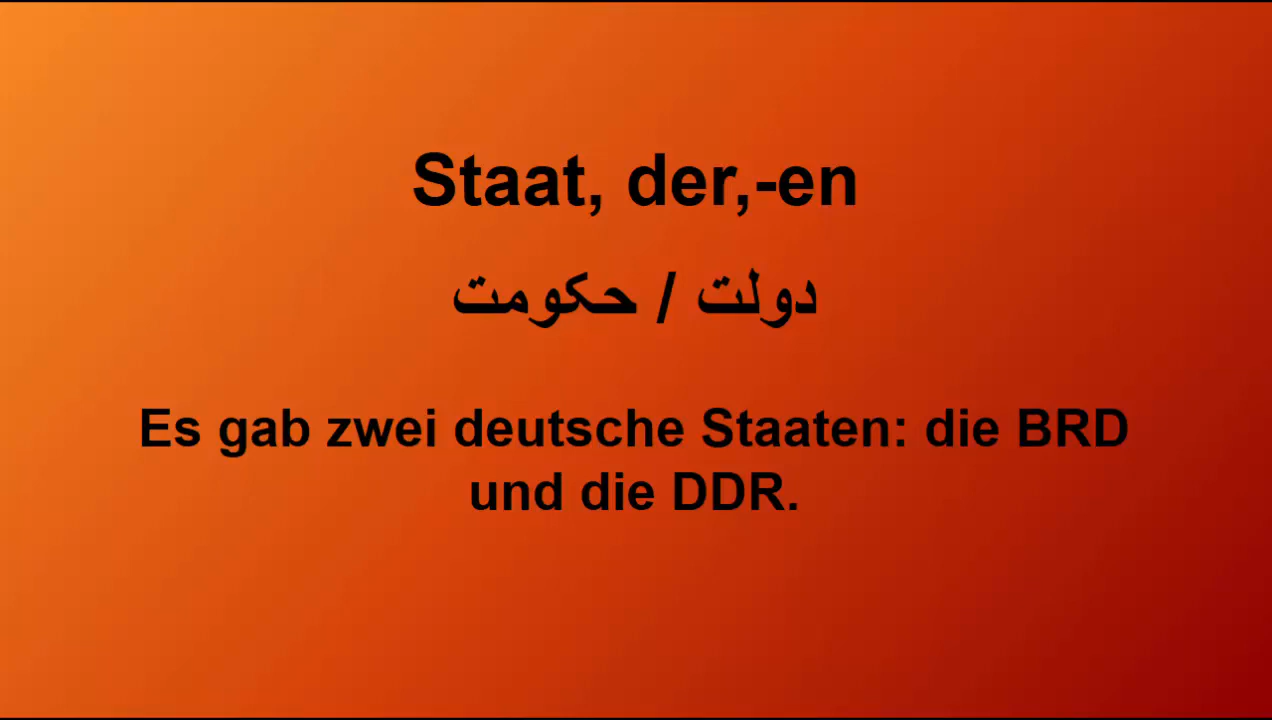 Staat, der,-en
دولت / حکومت
Es gab zwei deutsche Staaten: die BRD
und die DDR.